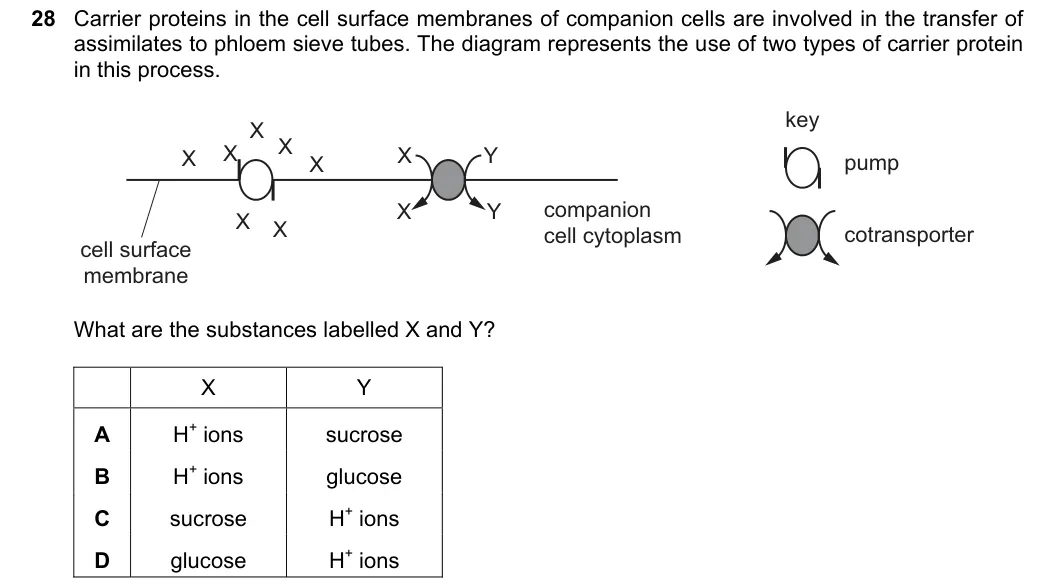 28 Carrier proteins in the cell surface membranes of companion cells are involved in the transfer of
assimilates to phloem sieve tubes. The diagram represents the use of two types of carrier protein
in this process.
key
X
X X X X X Y
pump
X X X Y
companion
cell cytoplasm
cotransporter
cell surface
membrane
What are the substances labelled X and Y?
X Y
A H⁺ ions sucrose
B H⁺ ions glucose
C sucrose H⁺ ions
D glucose H⁺ ions